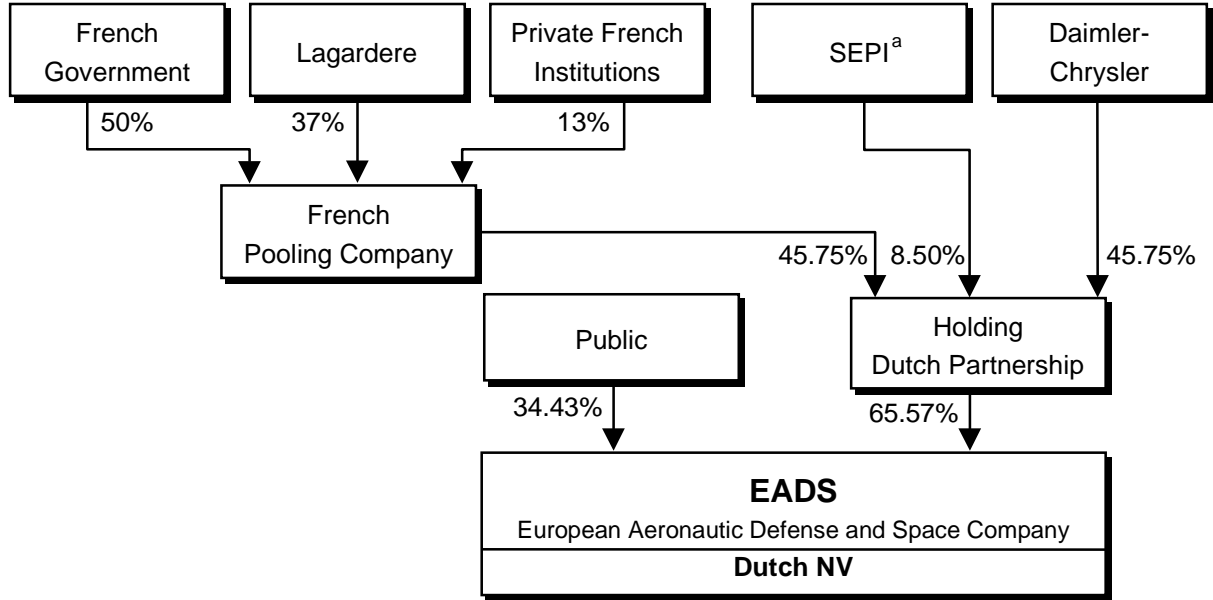 French
Government
Lagardere
Private French
Institutions
SEPI a
Daimler-
Chrysler
50%
37%
13%
French
Pooling Company
45.75%
8.50%
45.75%
Public
Holding
Dutch Partnership
34.43%
65.57%
EADS
European Aeronautic Defense and Space Company
Dutch NV